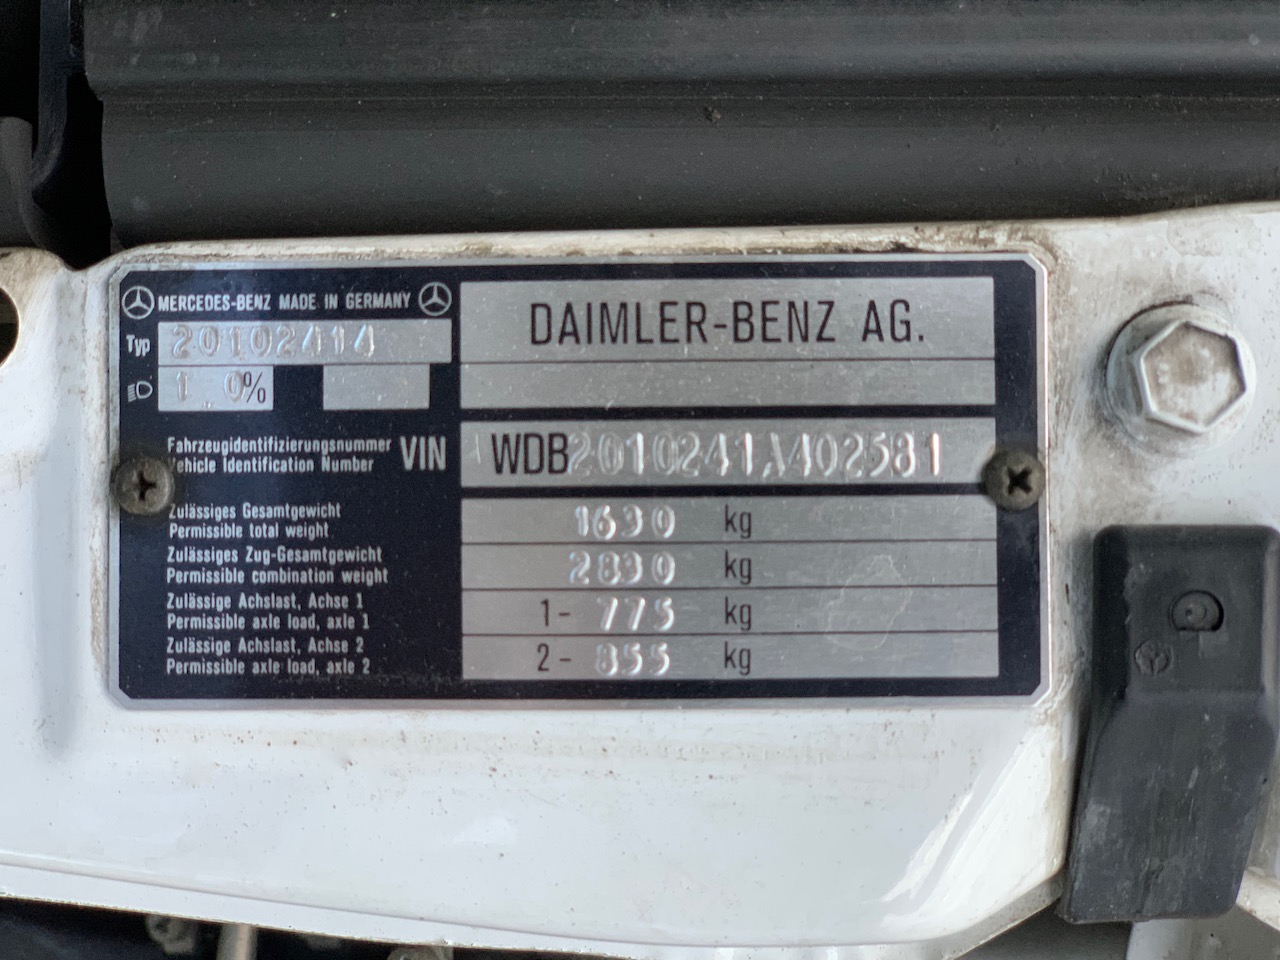 MERCEDES-BENZ MADE IN GERMANY
Typ 20102414
1.0%
DAIMLER-BENZ AG.
Fahrzeugidentifizierungsnummer
Vehicle Identification Number
VIN WDB2010241A402581
Zulässiges Gesamtgewicht
Permissible total weight
1630 kg
Zulässiges Zug-Gesamtgewicht
Permissible combination weight
2830 kg
Zulässige Achslast, Achse 1
Permissible axle load, axle 1
1- 775 kg
Zulässige Achslast, Achse 2
Permissible axle load, axle 2
2- 855 kg